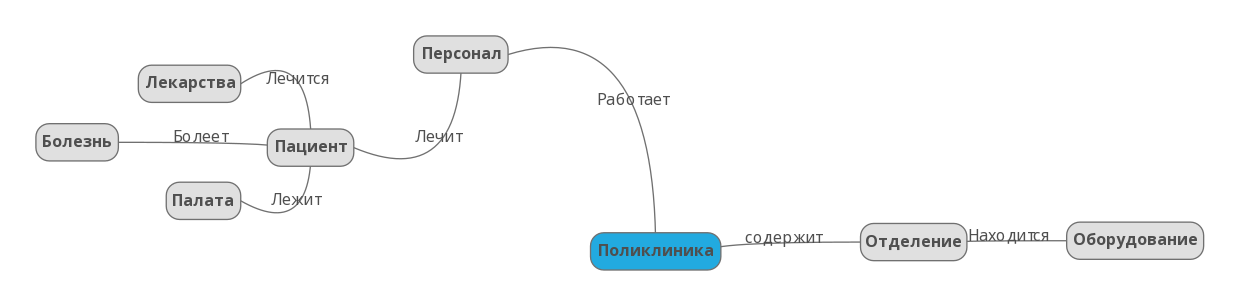 Персонал
Лекарства
Лечится
Работает
Болезнь
Болеет
Пациент
Лечит
Палата
Лежит
Поликлиника
содержит
Отделение
Находится
Оборудование